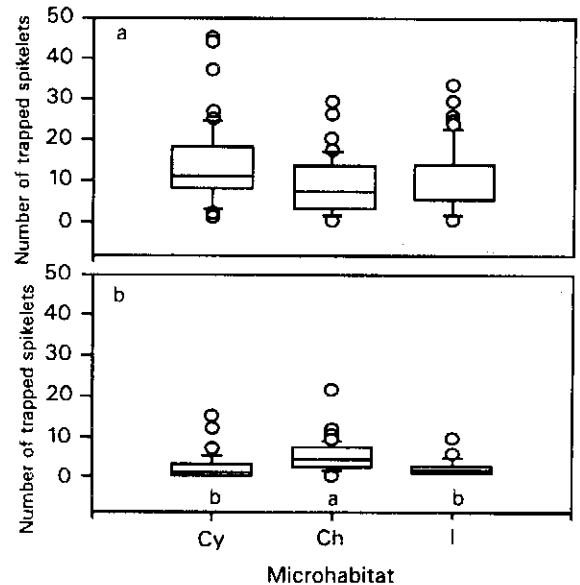 Number of trapped spikelets
a
50
40
30
20
10
0
Number of trapped spikelets
b
50
40
30
20
10
0
b a b
Cy Ch I
Microhabitat